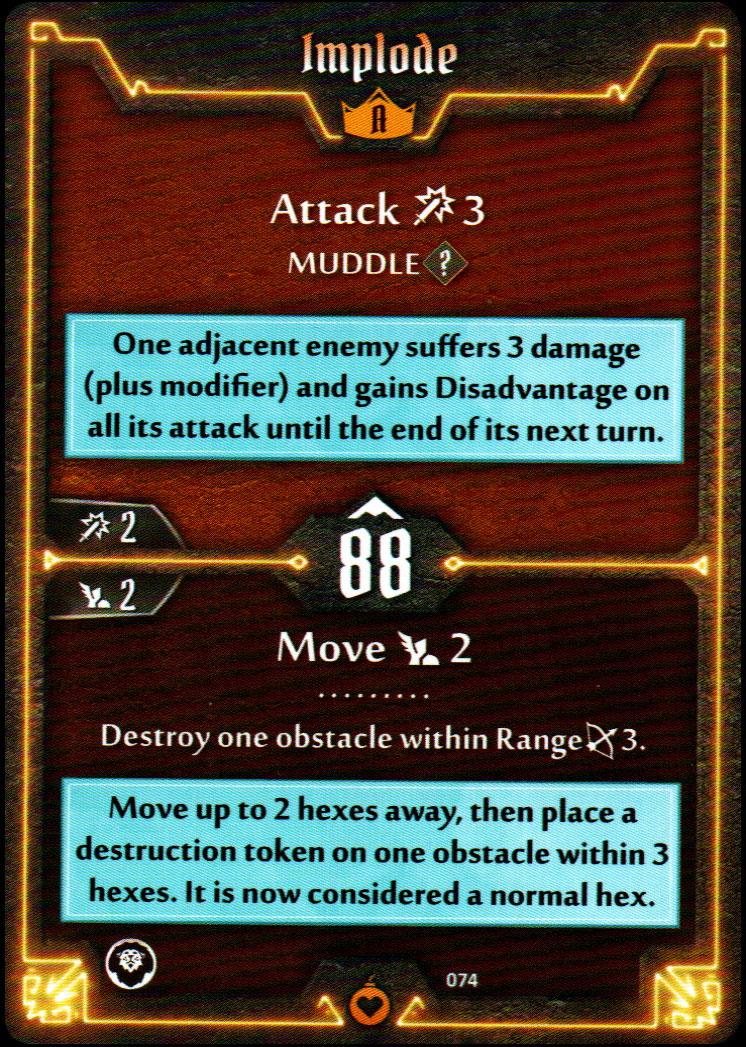 Implode
A
Attack 3
MUDDLE ?
One adjacent enemy suffers 3 damage
(plus modifier) and gains Disadvantage on
all its attack until the end of its next turn.
2
88
2
Move 2
.........
Destroy one obstacle within Range 3.
Move up to 2 hexes away, then place a
destruction token on one obstacle within 3
hexes. It is now considered a normal hex.
074